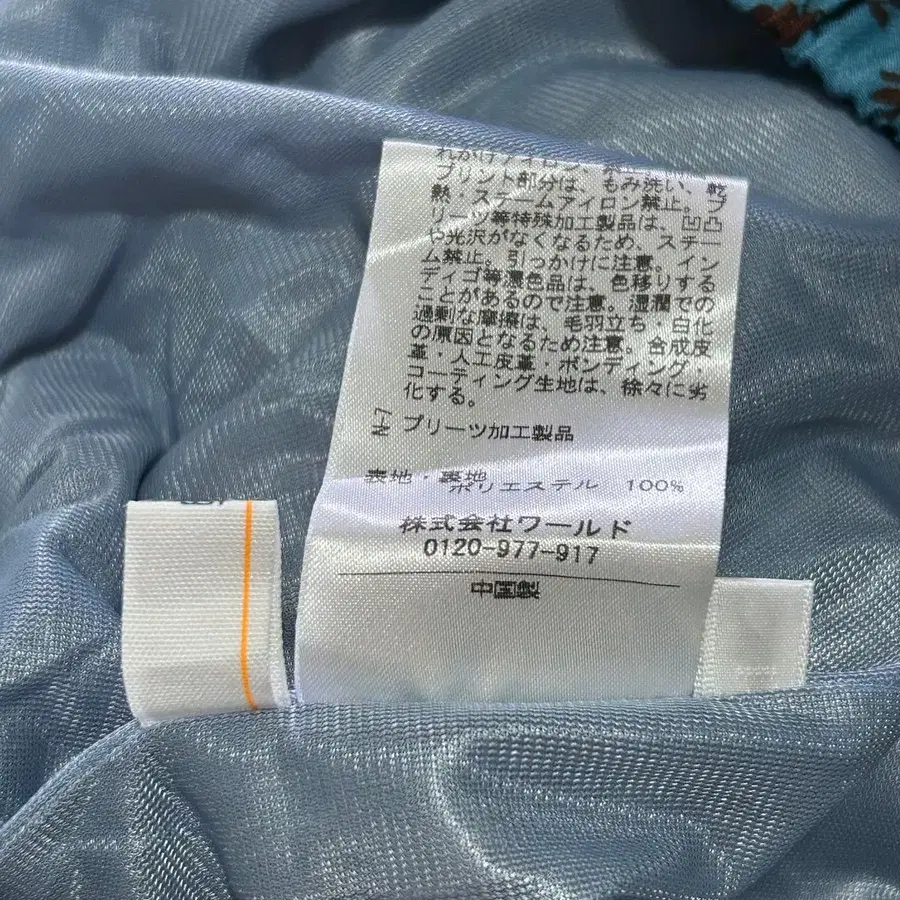 れかけアイロン、
プリント部分は、もみ洗い、乾
熱・スチームアイロン禁止。プ
リーツ等特殊加工製品は、凹凸
や光沢がなくなるため、スチー
ム禁止。引っかけに注意。イン
ディゴ等濃色品は、色移りする
ことがあるので注意。湿潤での
過剰な摩擦は、毛羽立ち・白化
の原因となるため注意。合成皮
革・人工皮革・ボンディング・
コーティング生地は、徐々に劣
化する。
プリーツ加工製品
表地・裏地
ポリエステル 100%
株式会社ワールド
0120-977-917
中国製